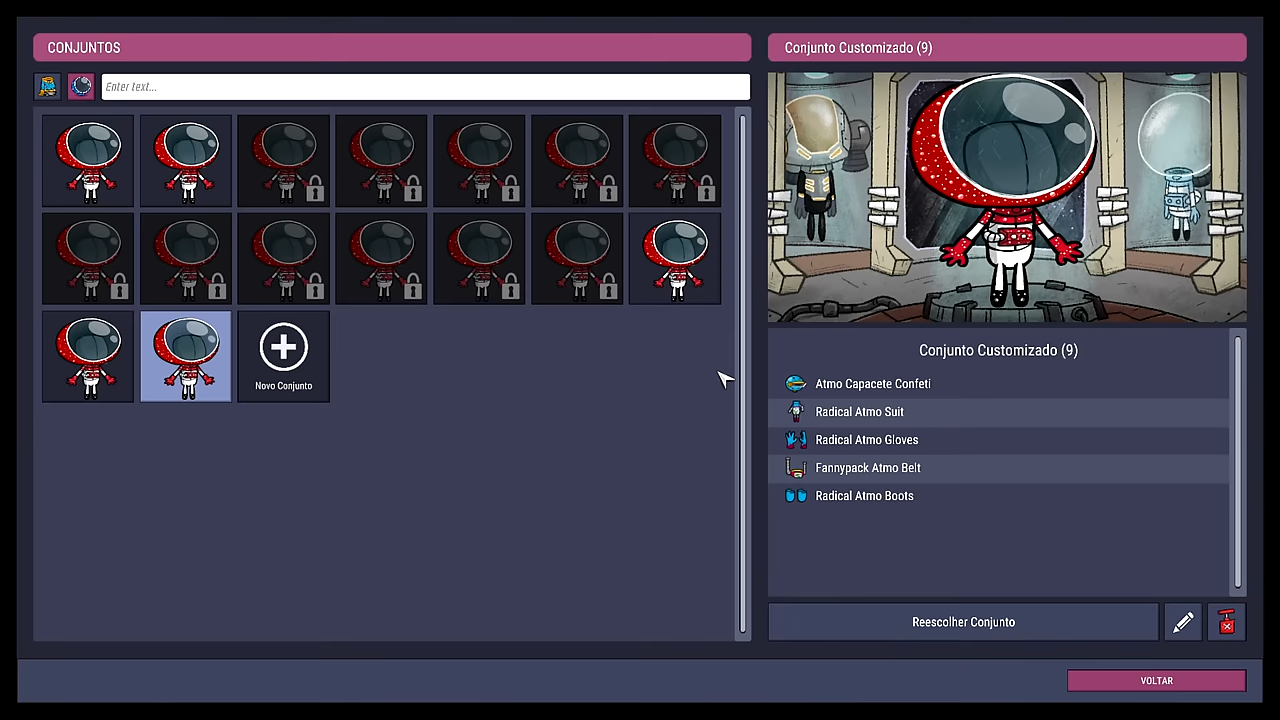 CONJUNTOS
Enter text...
Novo Conjunto
Conjunto Customizado (9)
Conjunto Customizado (9)
Atmo Capacete Confeti
Radical Atmo Suit
Radical Atmo Gloves
Fannypack Atmo Belt
Radical Atmo Boots
Reescolher Conjunto
VOLTAR